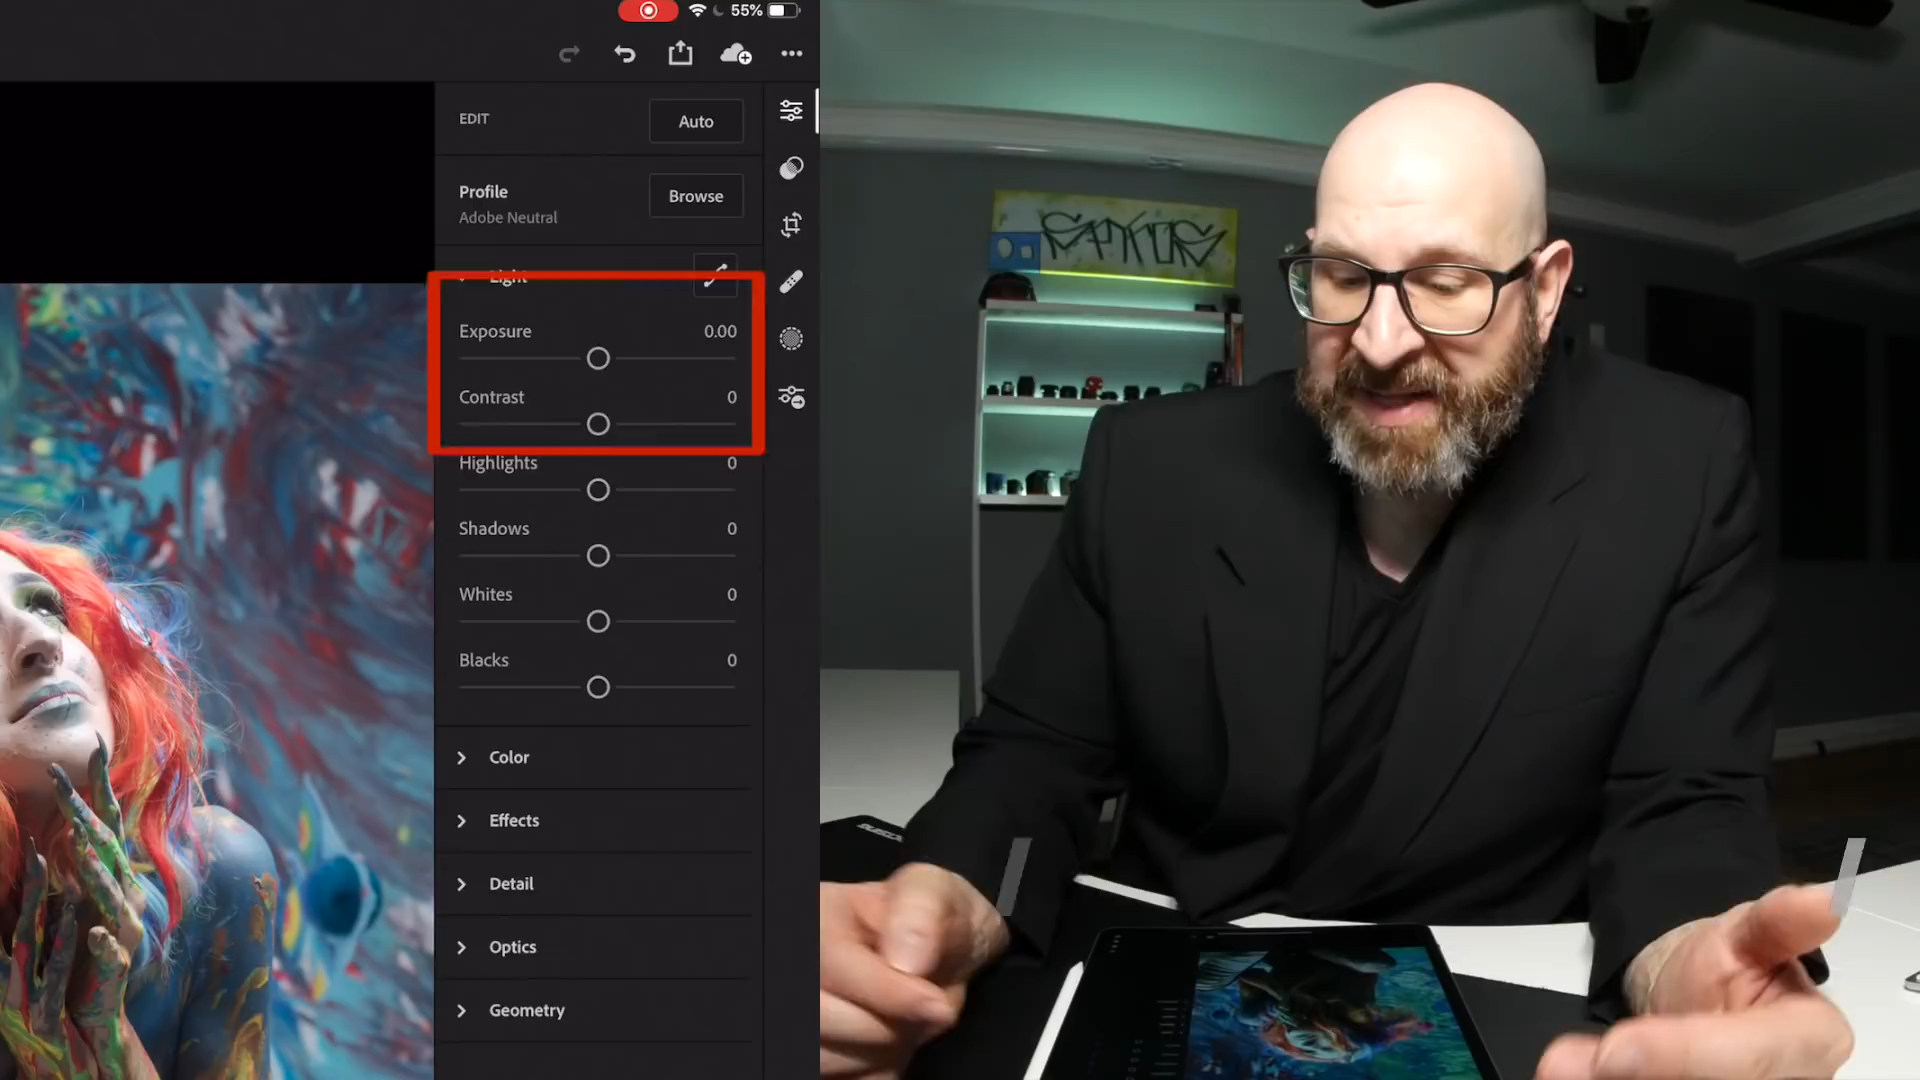 55%
EDIT
Auto
Profile
Adobe Neutral
Browse
Light
Exposure 0.00
Contrast 0
Highlights 0
Shadows 0
Whites 0
Blacks 0
Color
Effects
Detail
Optics
Geometry